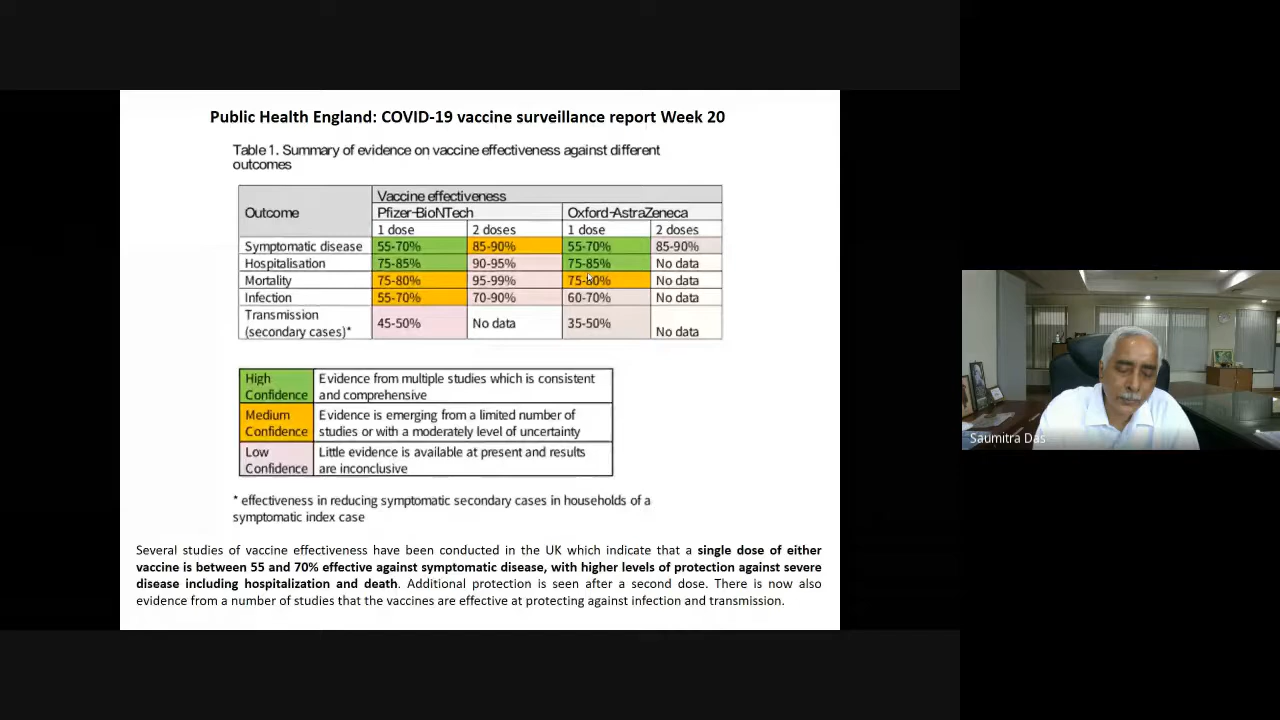 Public Health England: COVID-19 vaccine surveillance report Week 20
Table 1. Summary of evidence on vaccine effectiveness against different
outcomes
Outcome
Vaccine effectiveness
Pfizer-BioNTech Oxford-AstraZeneca
1 dose 2 doses 1 dose 2 doses
Symptomatic disease 55-70% 85-90% 55-70% 85-90%
Hospitalisation 75-85% 90-95% 75-85% No data
Mortality 75-80% 95-99% 75-80% No data
Infection 55-70% 70-90% 60-70% No data
Transmission
(secondary cases)* 45-50% No data 35-50% No data
High
Confidence
Evidence from multiple studies which is consistent
and comprehensive
Medium
Confidence
Evidence is emerging from a limited number of
studies or with a moderately level of uncertainty
Low
Confidence
Little evidence is available at present and results
are inconclusive
* effectiveness in reducing symptomatic secondary cases in households of a
symptomatic index case
Several studies of vaccine effectiveness have been conducted in the UK which indicate that a single dose of either
vaccine is between 55 and 70% effective against symptomatic disease, with higher levels of protection against severe
disease including hospitalization and death. Additional protection is seen after a second dose. There is now also
evidence from a number of studies that the vaccines are effective at protecting against infection and transmission.
Saumitra Das